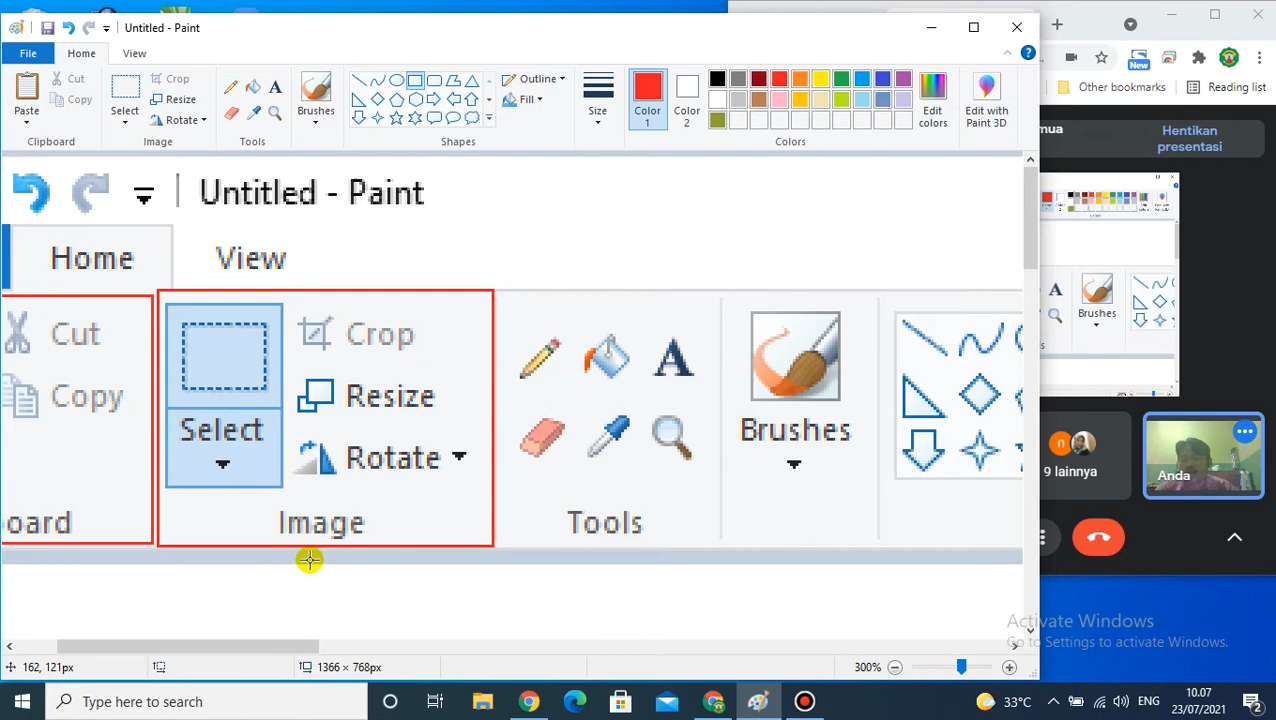 Untitled - Paint
File
Home
View
Paste
Cut
Copy
Clipboard
Select
Crop
Resize
Rotate
Image
A
Tools
Brushes
Shapes
Outline
Fill
Size
Color 1
Color 2
Edit colors
Edit with Paint 3D
Colors
Untitled - Paint
Home
View
Cut
Copy
oard
Select
Crop
Resize
Rotate
Image
A
Tools
Brushes
162, 121px
1366 × 768px
300%
New
Other bookmarks
Reading list
mua
Hentikan presentasi
A
Brushes
n
9 lainnya
Anda
Activate Windows
Go to Settings to activate Windows.
Type here to search
33°C
ENG
10.07
23/07/2021
2